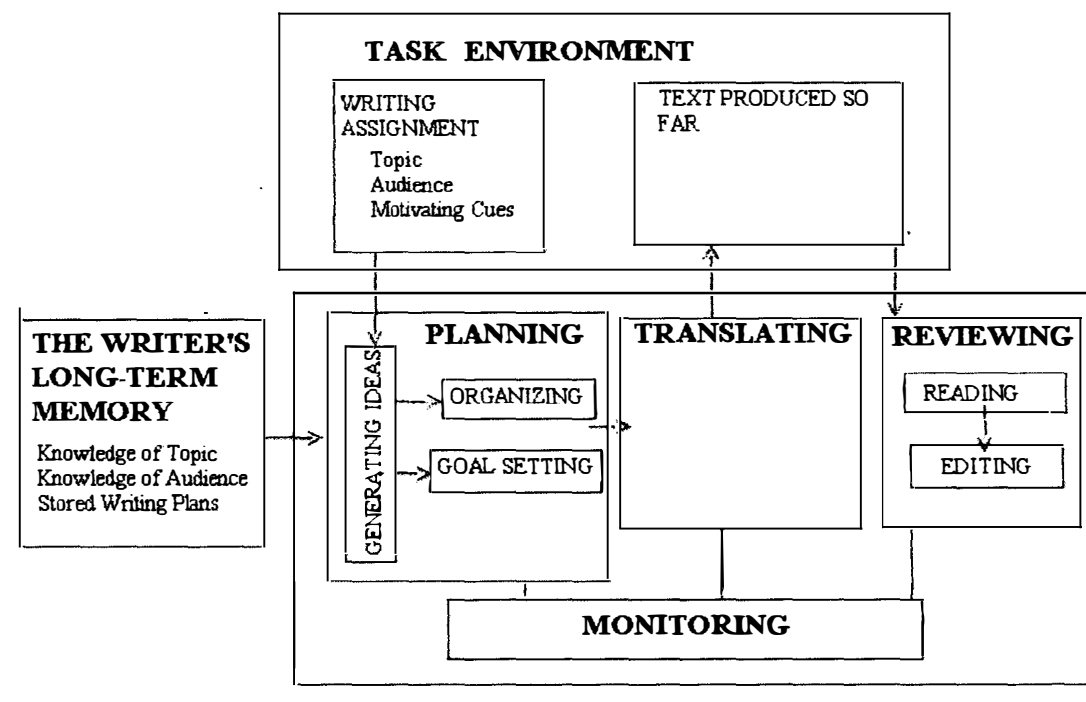 TASK ENVIRONMENT
WRITING
ASSIGNMENT
Topic
Audience
Motivating Cues
TEXT PRODUCED SO
FAR
THE WRITER'S
LONG-TERM
MEMORY
Knowledge of Topic
Knowledge of Audience
Stored Writing Plans
PLANNING
GENERATING IDEAS
ORGANIZING
GOAL SETTING
TRANSLATING
REVIEWING
READING
EDITING
MONITORING